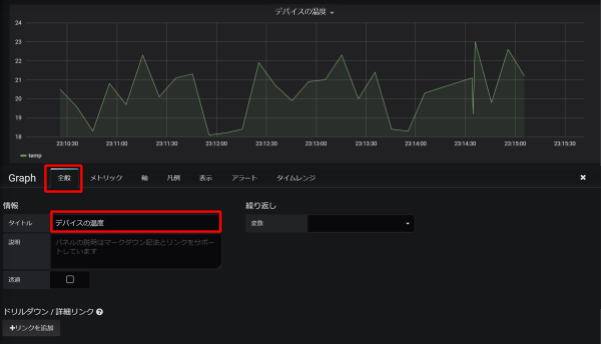 デバイスの温度
24
23
22
21
20
19
18
23:10:30 23:11:00 23:11:30 23:12:00 23:12:30 23:13:00 23:13:30 23:14:00 23:14:30 23:15:00 23:15:30
temp
Graph 全般 メトリック 軸 凡例 表示 アラート タイムレンジ ×
情報 繰り返し
タイトル デバイスの温度 変数
説明 パネルの説明はマークダウン記法とリンクをサポートしています
透過
ドリルダウン / 詳細リンク
+リンクを追加